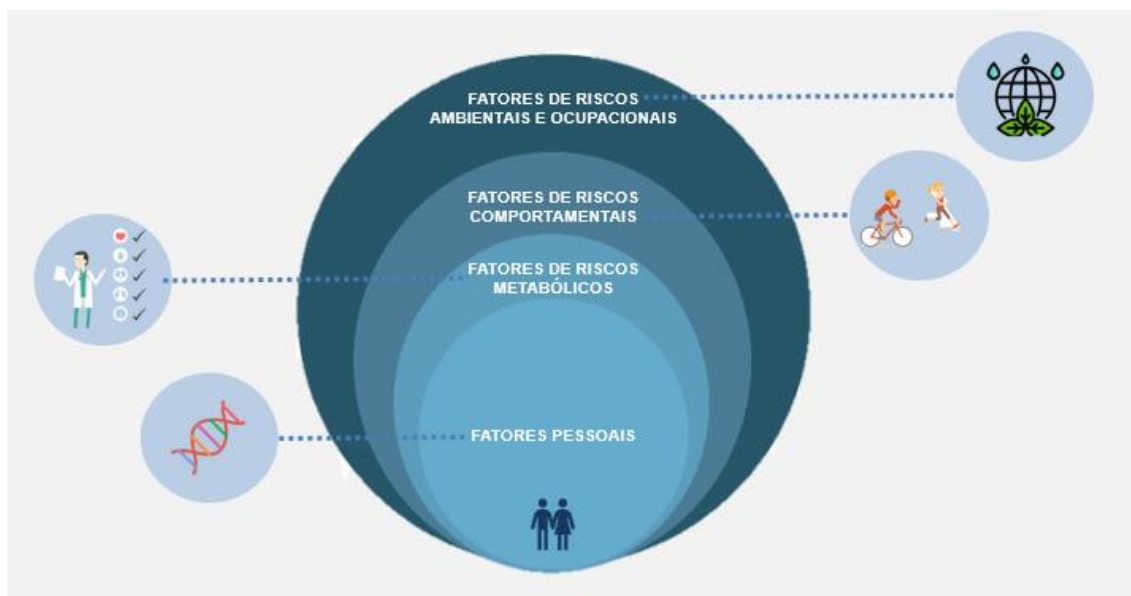 FATORES DE RISCOS
AMBIENTAIS E OCUPACIONAIS
FATORES DE RISCOS
COMPORTAMENTAIS
FATORES DE RISCOS
METABÓLICOS
FATORES PESSOAIS